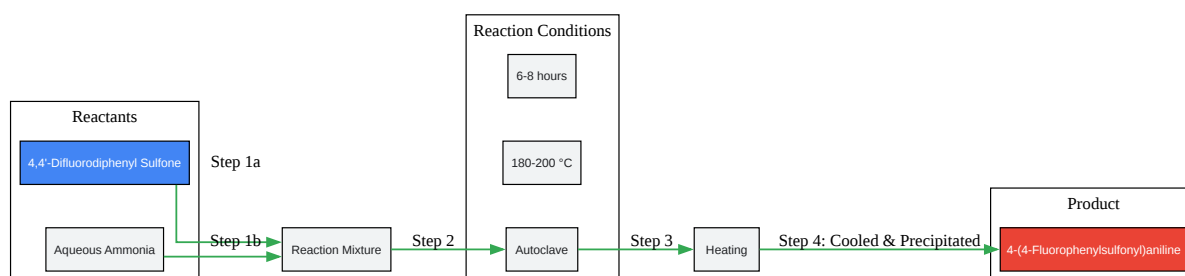 Reactants
4,4'-Difluorodiphenyl Sulfone
Aqueous Ammonia
Step 1a
Step 1b
Reaction Mixture
Step 2
Reaction Conditions
6-8 hours
180-200 °C
Autoclave
Step 3
Heating
Step 4: Cooled & Precipitated
Product
4-(4-Fluorophenylsulfonyl)aniline